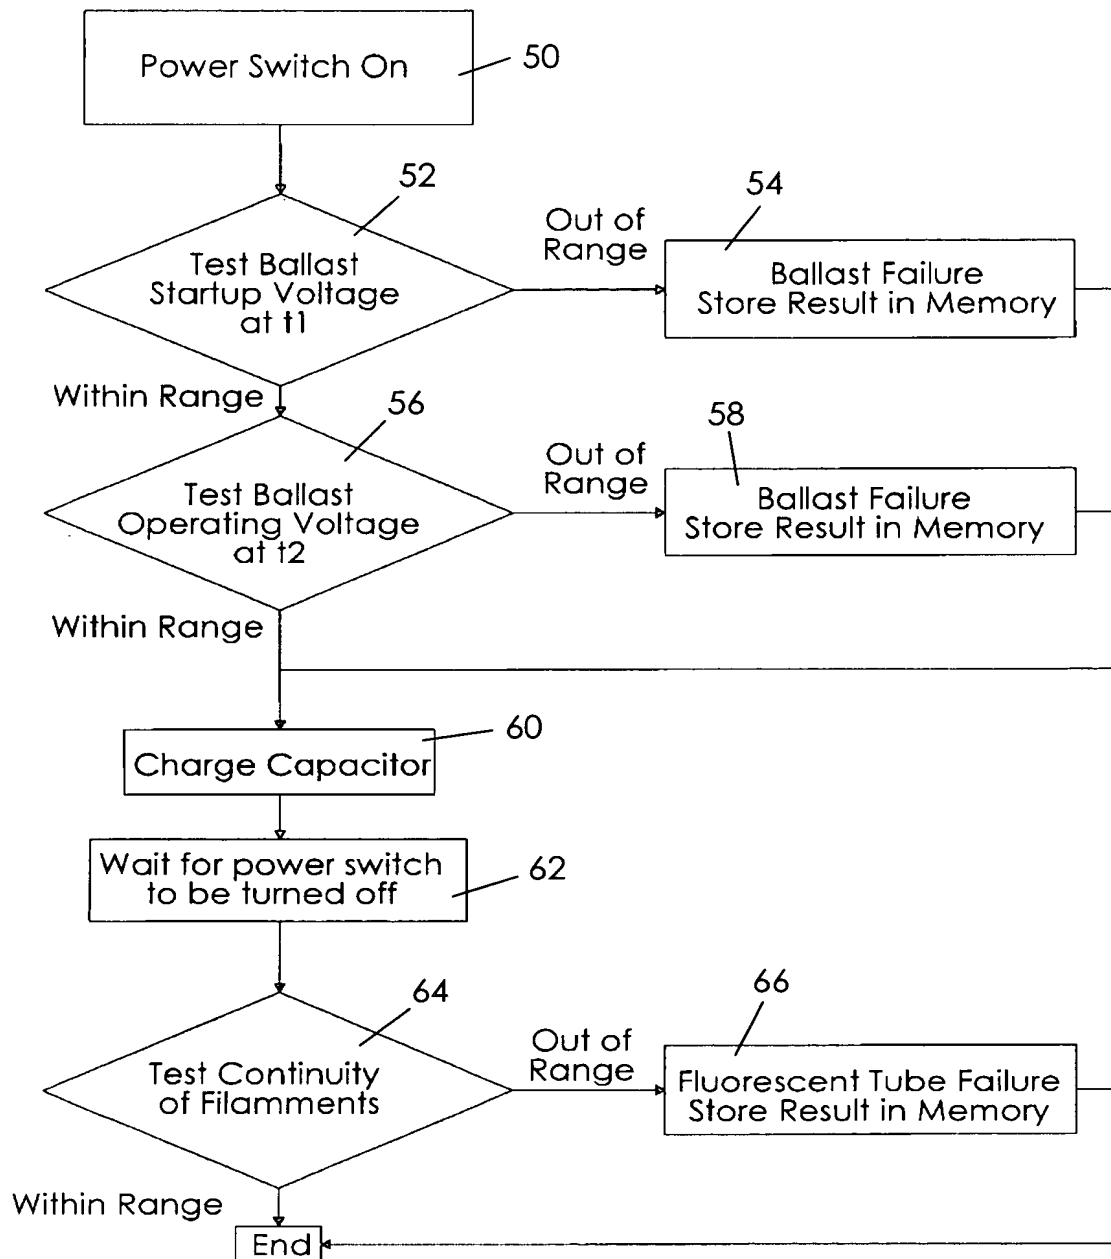 Power Switch On
50
52
Test Ballast
Startup Voltage
at t1
Out of
Range
54
Ballast Failure
Store Result in Memory
Within Range
56
Test Ballast
Operating Voltage
at t2
Out of
Range
58
Ballast Failure
Store Result in Memory
Within Range
60
Charge Capacitor
Wait for power switch
to be turned off
62
64
Test Continuity
of Filamments
Out of
Range
66
Fluorescent Tube Failure
Store Result in Memory
Within Range
End